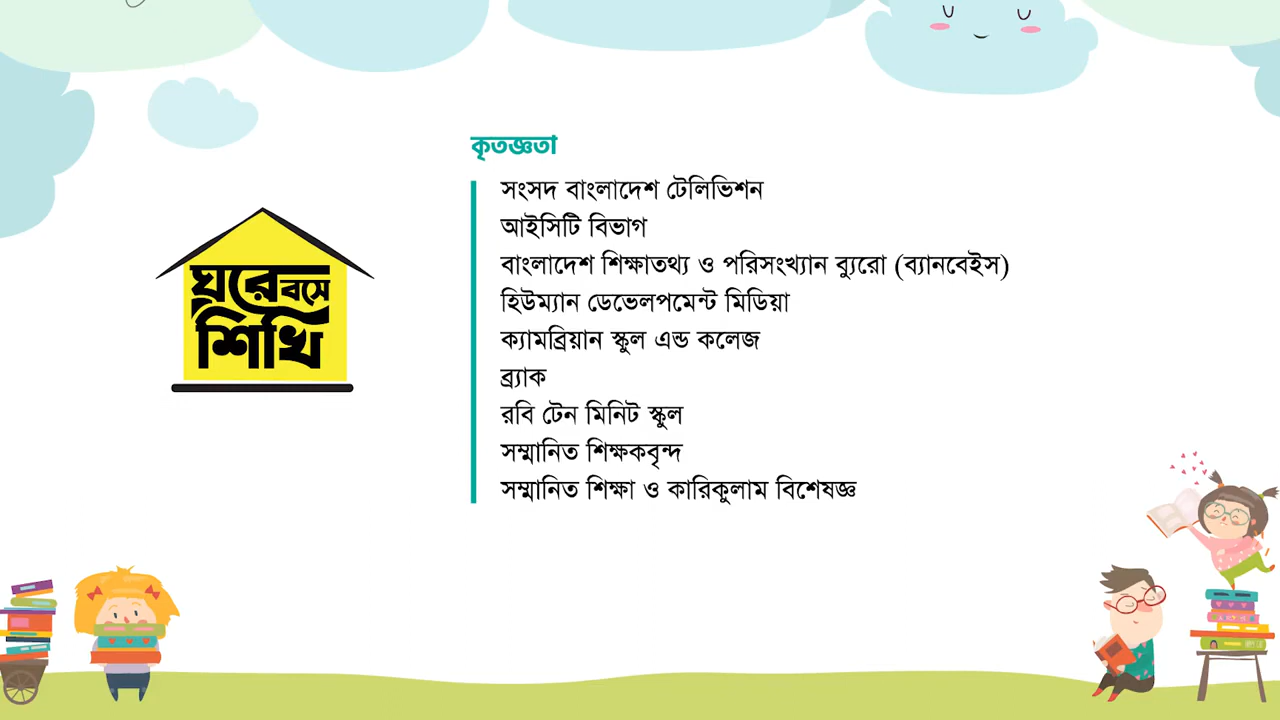 ঘরে বসে
শিখি
কৃতজ্ঞতা
সংসদ বাংলাদেশ টেলিভিশন
আইসিটি বিভাগ
বাংলাদেশ শিক্ষাতথ্য ও পরিসংখ্যান ব্যুরো (ব্যানবেইস)
হিউম্যান ডেভেলপমেন্ট মিডিয়া
ক্যামব্রিয়ান স্কুল এন্ড কলেজ
ব্র্যাক
রবি টেন মিনিট স্কুল
সম্মানিত শিক্ষকবৃন্দ
সম্মানিত শিক্ষা ও কারিকুলাম বিশেষজ্ঞ